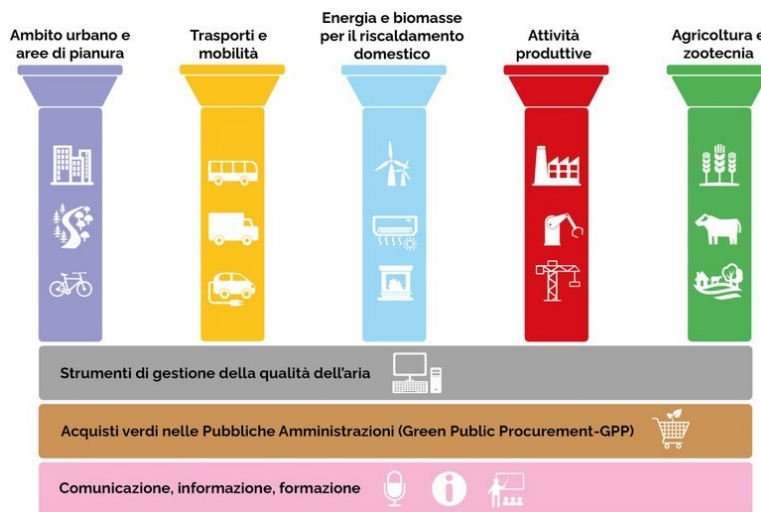 Ambito urbano e
aree di pianura
Trasporti e
mobilità
Energia e biomasse
per il riscaldamento
domestico
Attività
produttive
Agricoltura e
zootecnia
Strumenti di gestione della qualità dell'aria
Acquisti verdi nelle Pubbliche Amministrazioni (Green Public Procurement-GPP)
Comunicazione, informazione, formazione